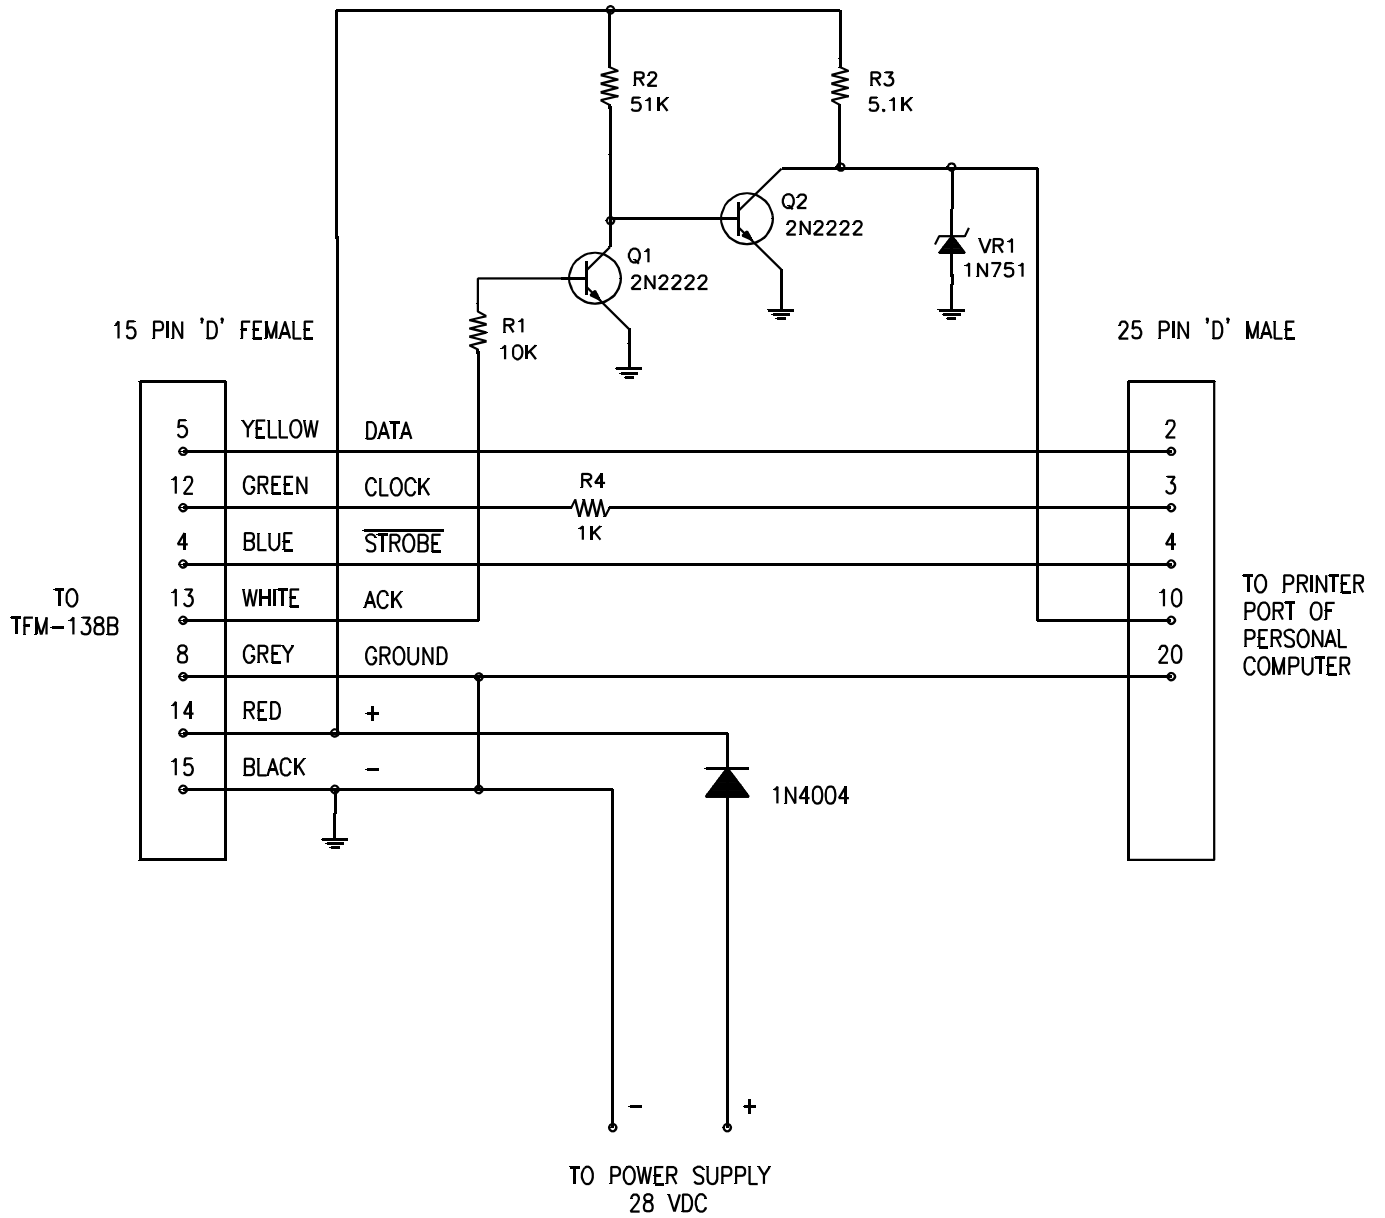 R2
51K
R3
5.1K
Q2
2N2222
Q1
2N2222
VR1
1N751
R1
10K
15 PIN 'D' FEMALE
25 PIN 'D' MALE
5 YELLOW DATA 2
12 GREEN CLOCK R4 3
1K
4 BLUE STROBE 4
13 WHITE ACK 10
8 GREY GROUND 20
14 RED +
15 BLACK -
TO
TFM-138B
TO PRINTER
PORT OF
PERSONAL
COMPUTER
1N4004
- +
TO POWER SUPPLY
28 VDC